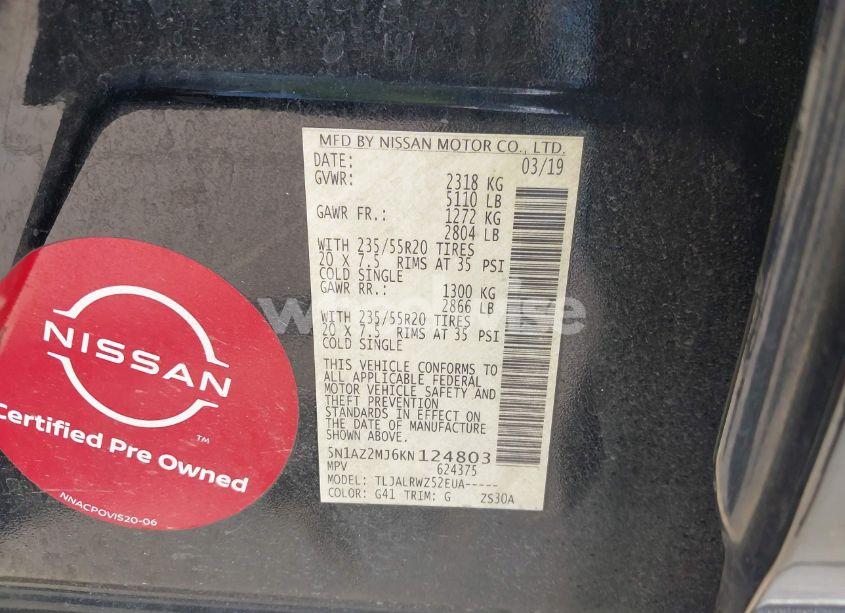 MFD BY NISSAN MOTOR CO., LTD.
DATE: 03/19
GVWR: 2318 KG
5110 LB
GAWR FR.: 1272 KG
2804 LB
WITH 235/55R20 TIRES
20 X 7.5 RIMS AT 35 PSI
COLD SINGLE
GAWR RR.: 1300 KG
2866 LB
WITH 235/55R20 TIRES
20 X 7.5 RIMS AT 35 PSI
COLD SINGLE
THIS VEHICLE CONFORMS TO
ALL APPLICABLE FEDERAL
MOTOR VEHICLE SAFETY AND
THEFT PREVENTION
STANDARDS IN EFFECT ON
THE DATE OF MANUFACTURE
SHOWN ABOVE.
5N1AZ2MJ6KN124803
MPV 624375
MODEL: TLJALRWZ52EUA-----
COLOR: G41 TRIM: G ZS30A
NISSAN
TM
Certified Pre Owned
NNACPOVIS20-06